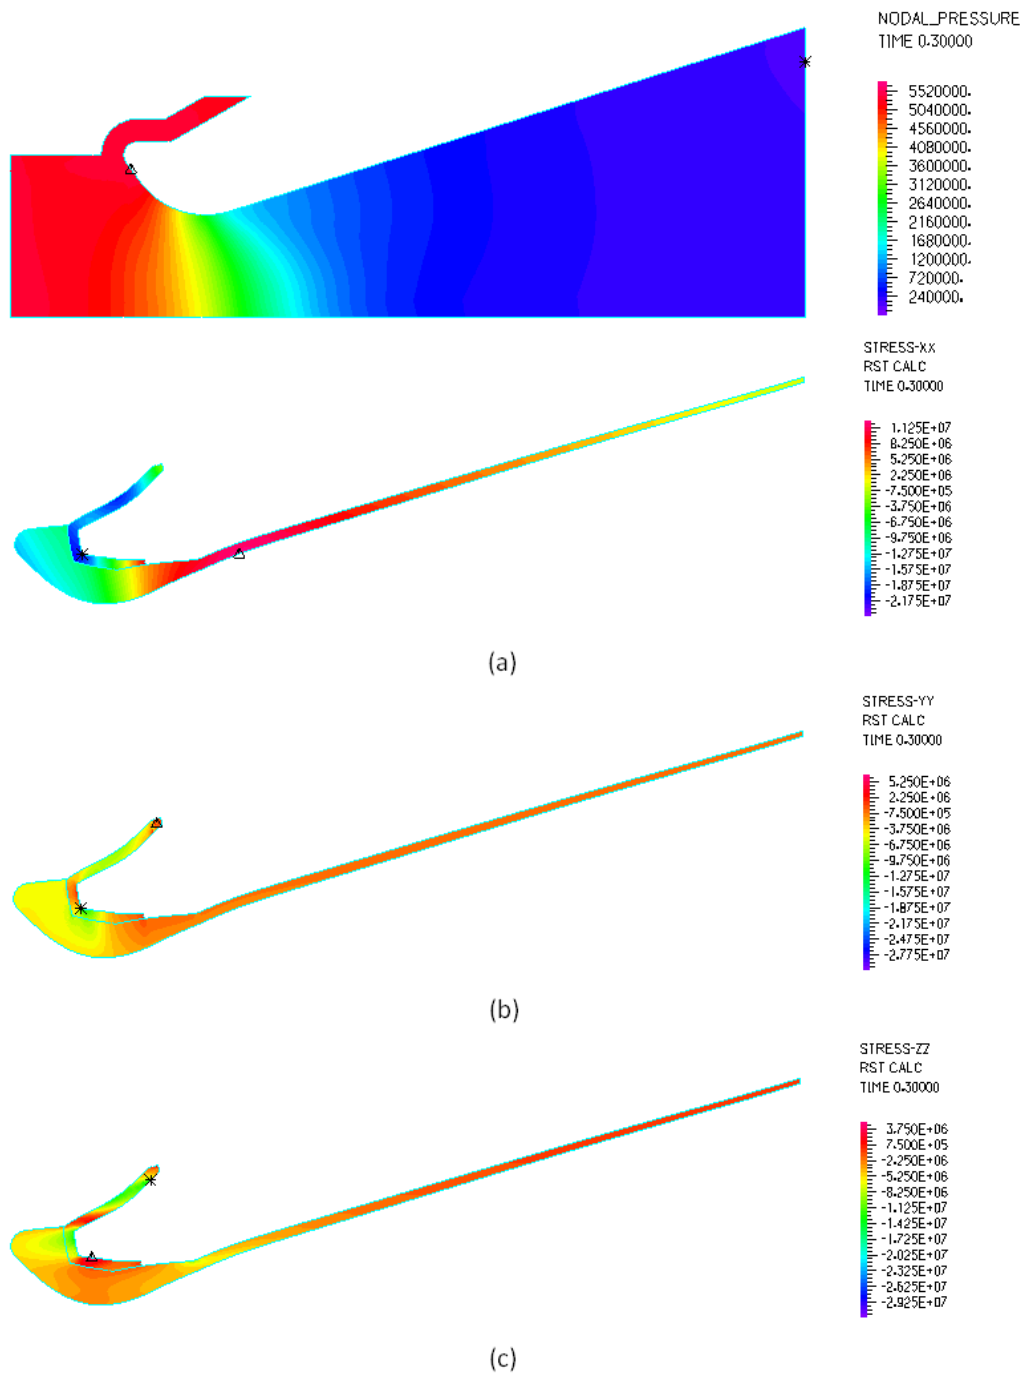 NODAL_PRESSURE
TIME 0.30000
5520000.
5040000.
4560000.
4080000.
3600000.
3120000.
2640000.
2160000.
1680000.
1200000.
720000.
240000.
STRESS-XX
RST CALC
TIME 0.30000
1.125E+07
8.250E+06
5.250E+06
2.250E+06
-7.500E+05
-3.750E+06
-6.750E+06
-9.750E+06
-1.275E+07
-1.575E+07
-1.875E+07
-2.175E+07
(a)
STRESS-YY
RST CALC
TIME 0.30000
5.250E+06
2.250E+06
-7.500E+05
-3.750E+06
-6.750E+06
-9.750E+06
-1.275E+07
-1.575E+07
-1.875E+07
-2.175E+07
-2.475E+07
-2.775E+07
(b)
STRESS-ZZ
RST CALC
TIME 0.30000
3.750E+06
7.500E+05
-2.250E+06
-5.250E+06
-8.250E+06
-1.125E+07
-1.425E+07
-1.725E+07
-2.025E+07
-2.325E+07
-2.625E+07
-2.925E+07
(c)